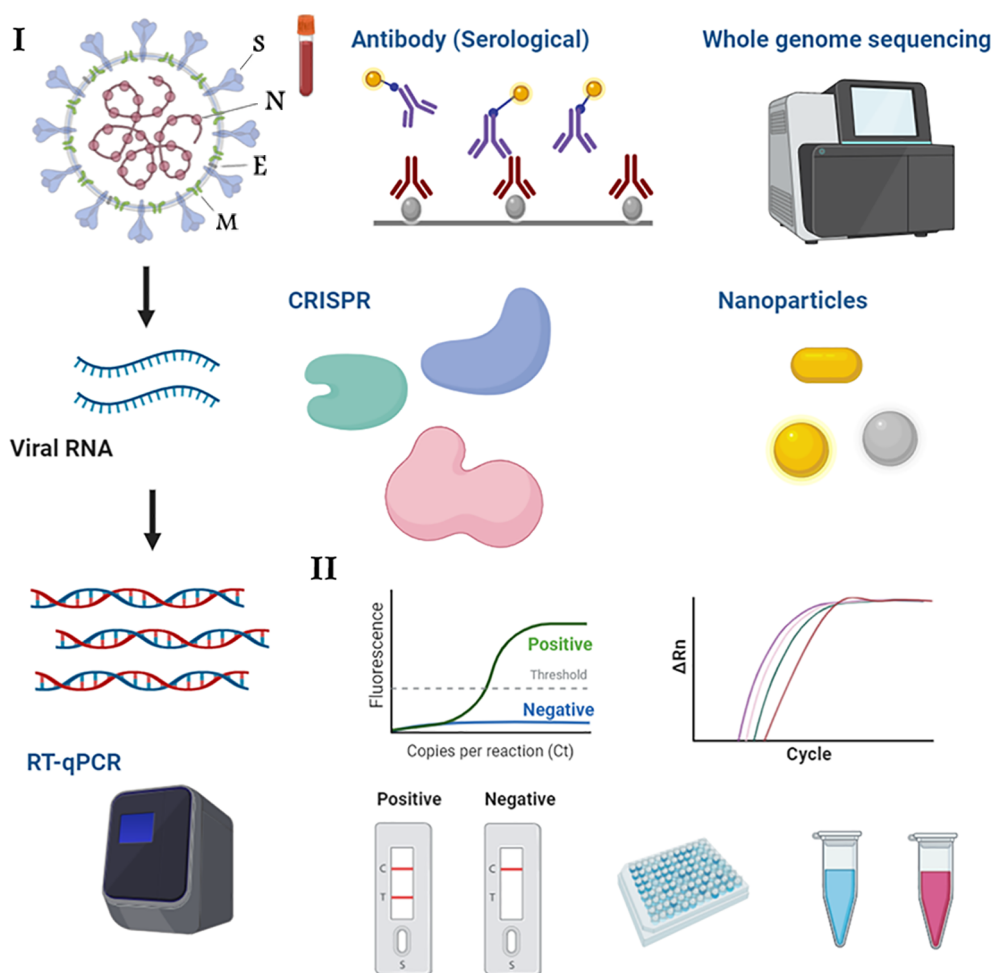 I
S
N
E
M
Antibody (Serological)
Whole genome sequencing
Viral RNA
CRISPR
Nanoparticles
RT-qPCR
II
Fluorescence
Positive
Threshold
Negative
Copies per reaction (Ct)
ΔRn
Cycle
Positive
Negative
C
T
S
C
T
S